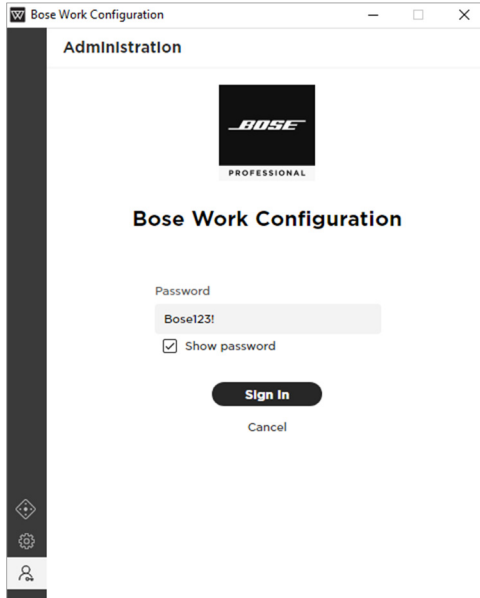 Bose Work Configuration
Administration
BOSE
PROFESSIONAL
Bose Work Configuration
Password
Bose123!
Show password
Sign In
Cancel